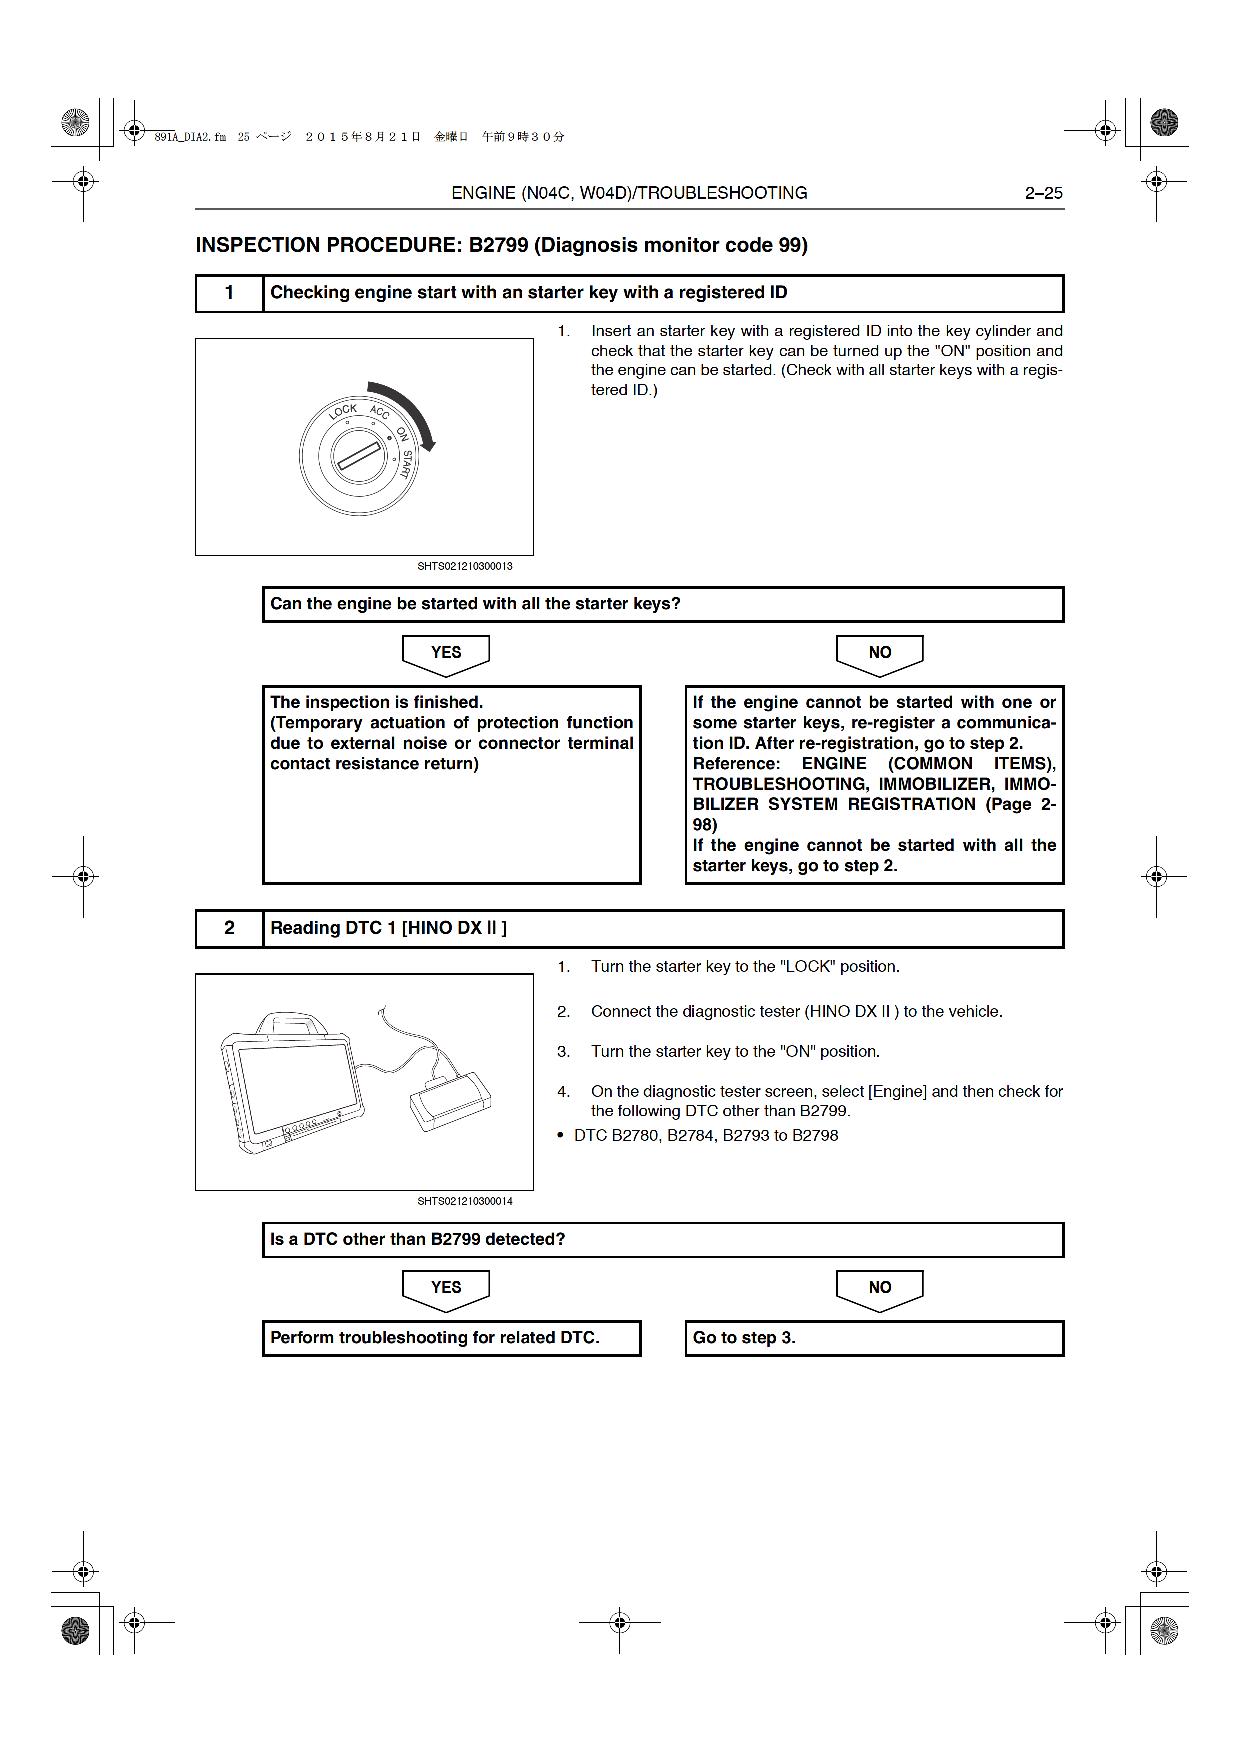 891A_DIA2.fm  25 ページ  ２０１５年８月２１日　金曜日　午前９時３０分
ENGINE (N04C, W04D)/TROUBLESHOOTING
2–25
INSPECTION PROCEDURE: B2799 (Diagnosis monitor code 99)
1
Checking engine start with an starter key with a registered ID
LOCK
ACC
ON
START
SHTS021210300013
1. Insert an starter key with a registered ID into the key cylinder and
check that the starter key can be turned up the "ON" position and
the engine can be started. (Check with all starter keys with a regis-
tered ID.)
Can the engine be started with all the starter keys?
YES
The inspection is finished.
(Temporary actuation of protection function
due to external noise or connector terminal
contact resistance return)
NO
If the engine cannot be started with one or
some starter keys, re-register a communica-
tion ID. After re-registration, go to step 2.
Reference: ENGINE (COMMON ITEMS),
TROUBLESHOOTING, IMMOBILIZER, IMMO-
BILIZER SYSTEM REGISTRATION (Page 2-
98)
If the engine cannot be started with all the
starter keys, go to step 2.
2
Reading DTC 1 [HINO DX II ]
SHTS021210300014
1. Turn the starter key to the "LOCK" position.
2. Connect the diagnostic tester (HINO DX II ) to the vehicle.
3. Turn the starter key to the "ON" position.
4. On the diagnostic tester screen, select [Engine] and then check for
the following DTC other than B2799.
• DTC B2780, B2784, B2793 to B2798
Is a DTC other than B2799 detected?
YES
Perform troubleshooting for related DTC.
NO
Go to step 3.